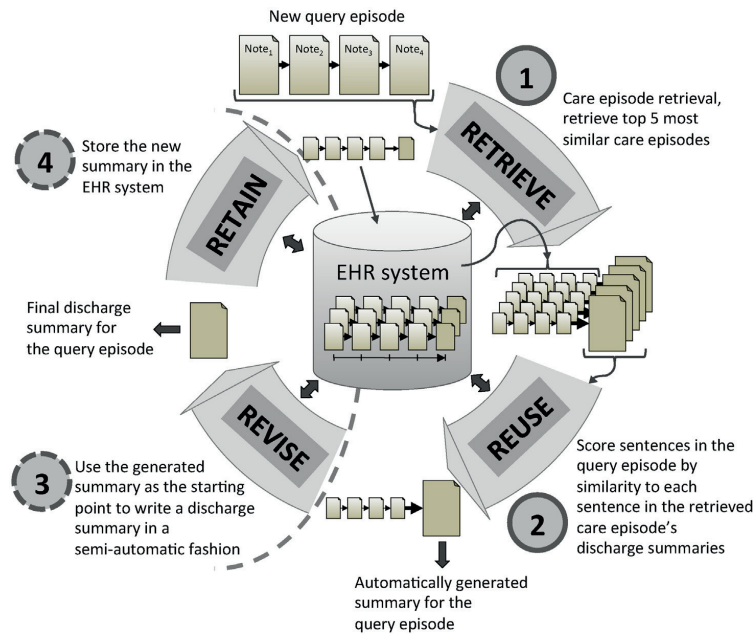 New query episode
Note1
Note2
Note3
Note4
1
Care episode retrieval,
retrieve top 5 most
similar care episodes
RETRIEVE
4
Store the new
summary in the
EHR system
RETAIN
EHR system
Final discharge
summary for
the query episode
REUSE
REVISE
3
Use the generated
summary as the starting
point to write a discharge
summary in a
semi-automatic fashion
2
Score sentences in the
query episode by
similarity to each
sentence in the retrieved
care episode's
discharge summaries
Automatically generated
summary for the
query episode